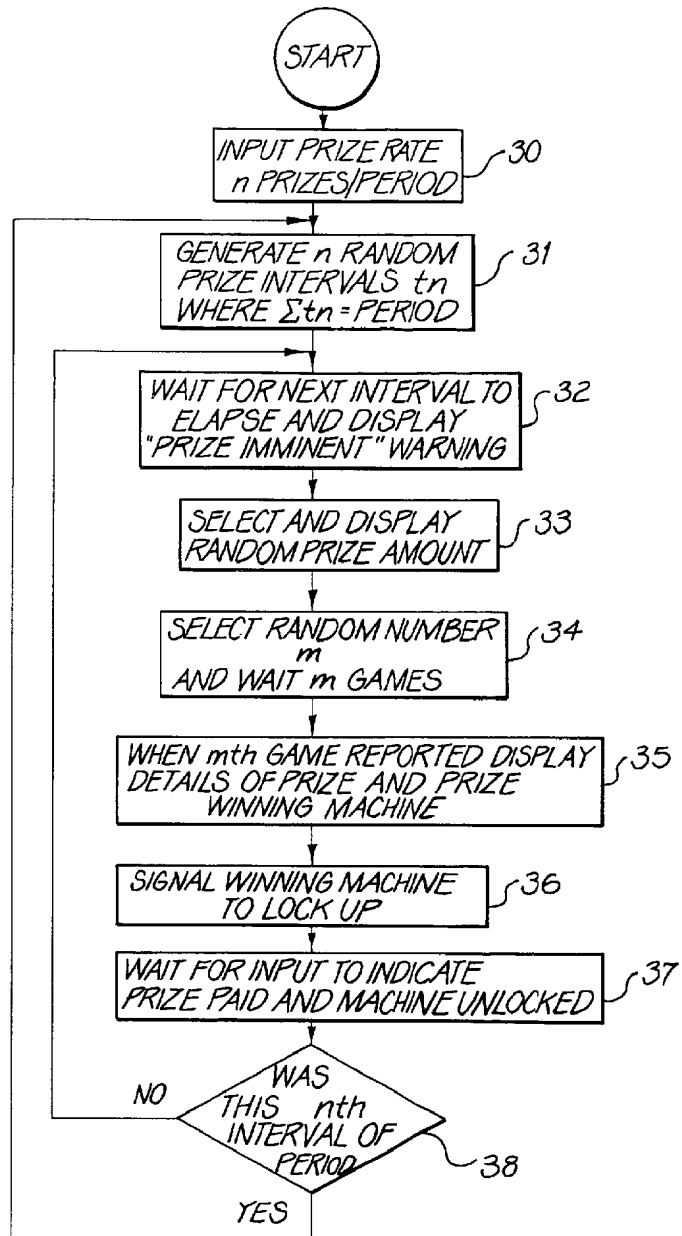 START
INPUT PRIZE RATE
n PRIZES/PERIOD
30
GENERATE n RANDOM
PRIZE INTERVALS tn
WHERE Σtn = PERIOD
31
WAIT FOR NEXT INTERVAL TO
ELAPSE AND DISPLAY
"PRIZE IMMINENT" WARNING
32
SELECT AND DISPLAY
RANDOM PRIZE AMOUNT
33
SELECT RANDOM NUMBER
m
AND WAIT m GAMES
34
WHEN mth GAME REPORTED DISPLAY
DETAILS OF PRIZE AND PRIZE
WINNING MACHINE
35
SIGNAL WINNING MACHINE
TO LOCK UP
36
WAIT FOR INPUT TO INDICATE
PRIZE PAID AND MACHINE UNLOCKED
37
NO
WAS
THIS nth
INTERVAL OF
PERIOD
38
YES